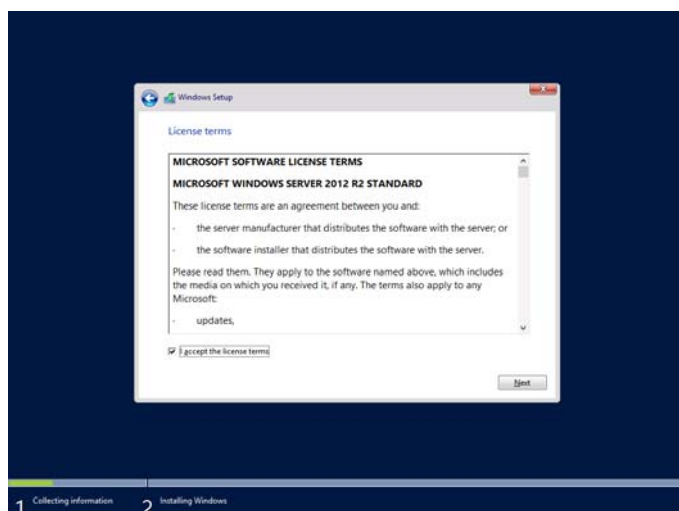 Windows Setup
License terms
MICROSOFT SOFTWARE LICENSE TERMS
MICROSOFT WINDOWS SERVER 2012 R2 STANDARD
These license terms are an agreement between you and:
· the server manufacturer that distributes the software with the server; or
· the software installer that distributes the software with the server.
Please read them. They apply to the software named above, which includes
the media on which you received it, if any. The terms also apply to any
Microsoft:
· updates,
I accept the license terms
Next
1 Collecting information 2 Installing Windows